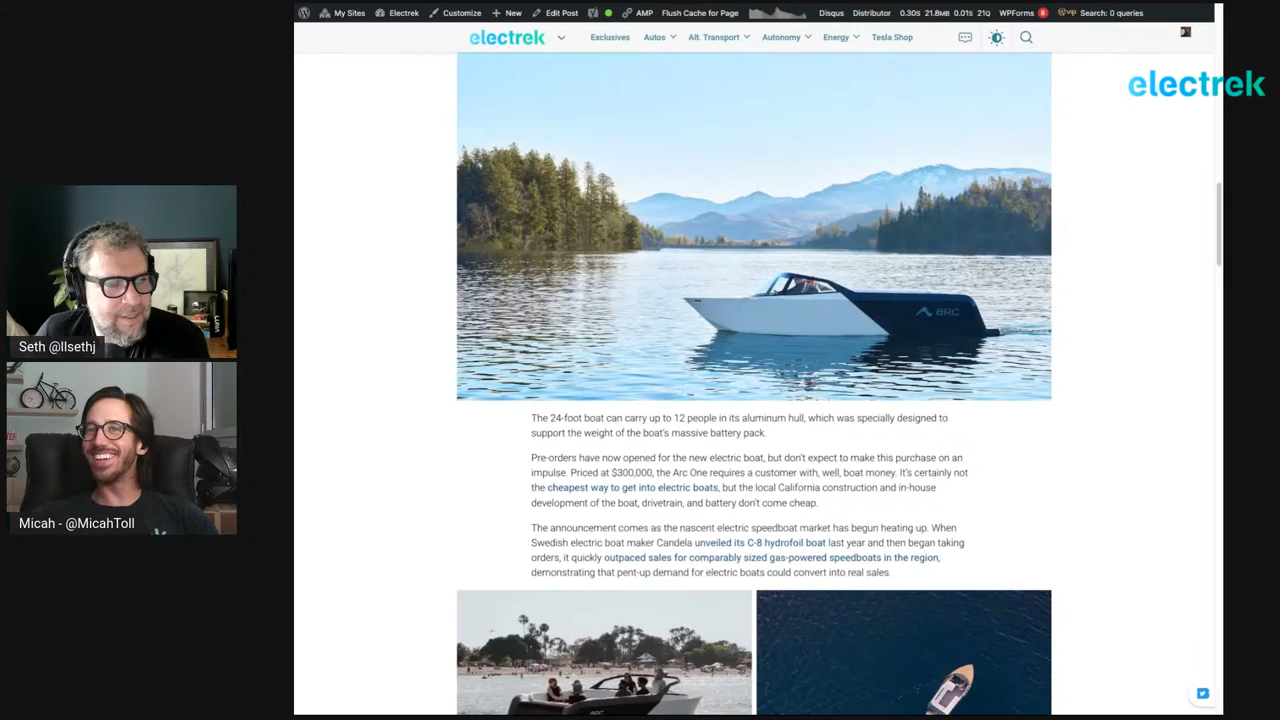 My Sites Electrek Customize New Edit Post AMP Flush Cache for Page Disqus Distributor 0.30s 21.8MB 0.01s 21Q WPForms 8 vip Search: 0 queries
electrek Exclusives Autos Alt. Transport Autonomy Energy Tesla Shop
electrek
ARC
Seth @llsethj
Micah - @MicahToll
The 24-foot boat can carry up to 12 people in its aluminum hull, which was specially designed to
support the weight of the boat's massive battery pack.
Pre-orders have now opened for the new electric boat, but don't expect to make this purchase on an
impulse. Priced at $300,000, the Arc One requires a customer with, well, boat money. It's certainly not
the cheapest way to get into electric boats, but the local California construction and in-house
development of the boat, drivetrain, and battery don't come cheap.
The announcement comes as the nascent electric speedboat market has begun heating up. When
Swedish electric boat maker Candela unveiled its C-8 hydrofoil boat last year and then began taking
orders, it quickly outpaced sales for comparably sized gas-powered speedboats in the region,
demonstrating that pent-up demand for electric boats could convert into real sales.